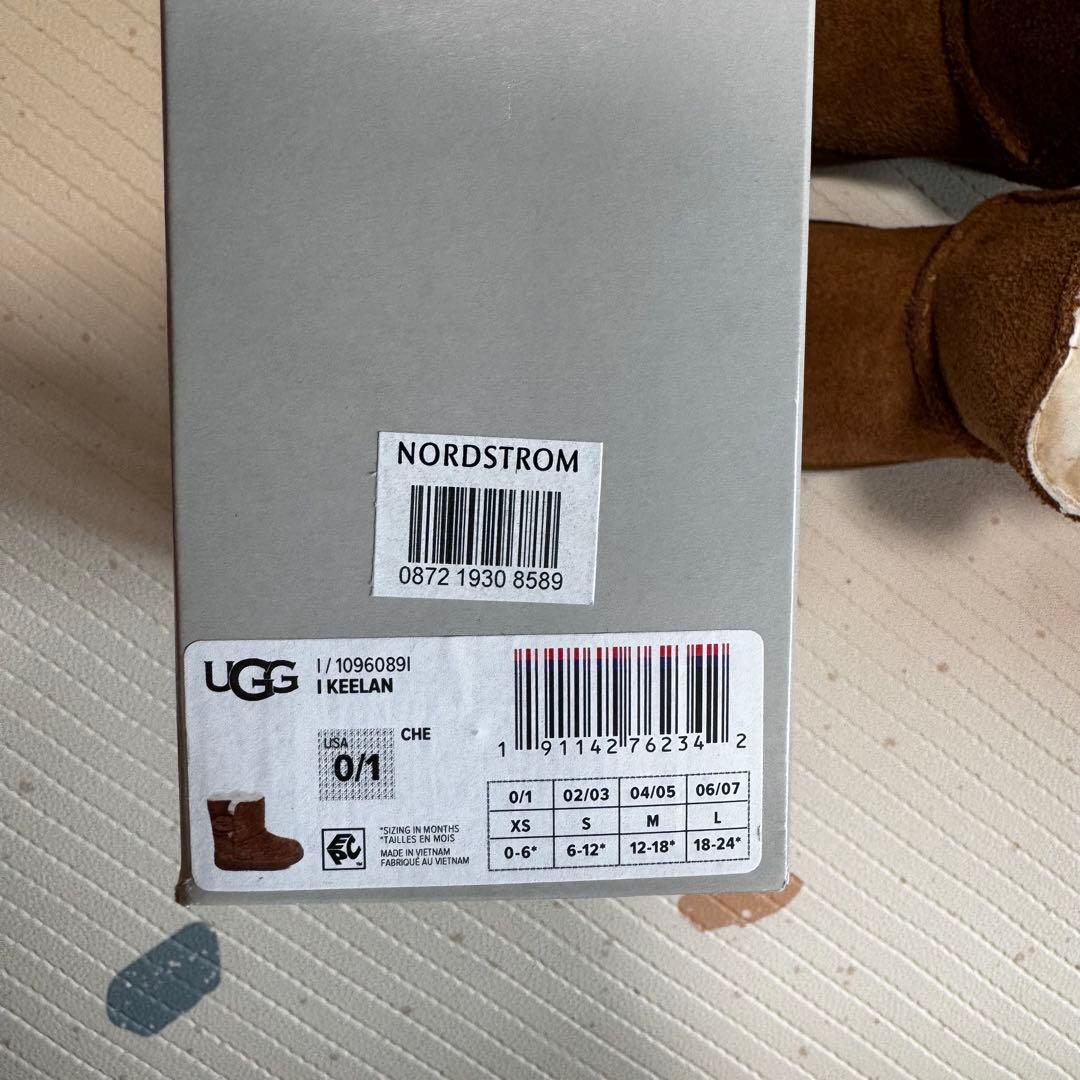 NORDSTROM
0872 1930 8589
UGG
I / 1096089I
I KEELAN
1 91142 76234 2
USA
0/1
CHE
0/1 02/03 04/05 06/07
XS S M L
0-6* 6-12* 12-18* 18-24*
*SIZING IN MONTHS
*TAILLES EN MOIS
MADE IN VIETNAM
FABRIQUÉ AU VIETNAM